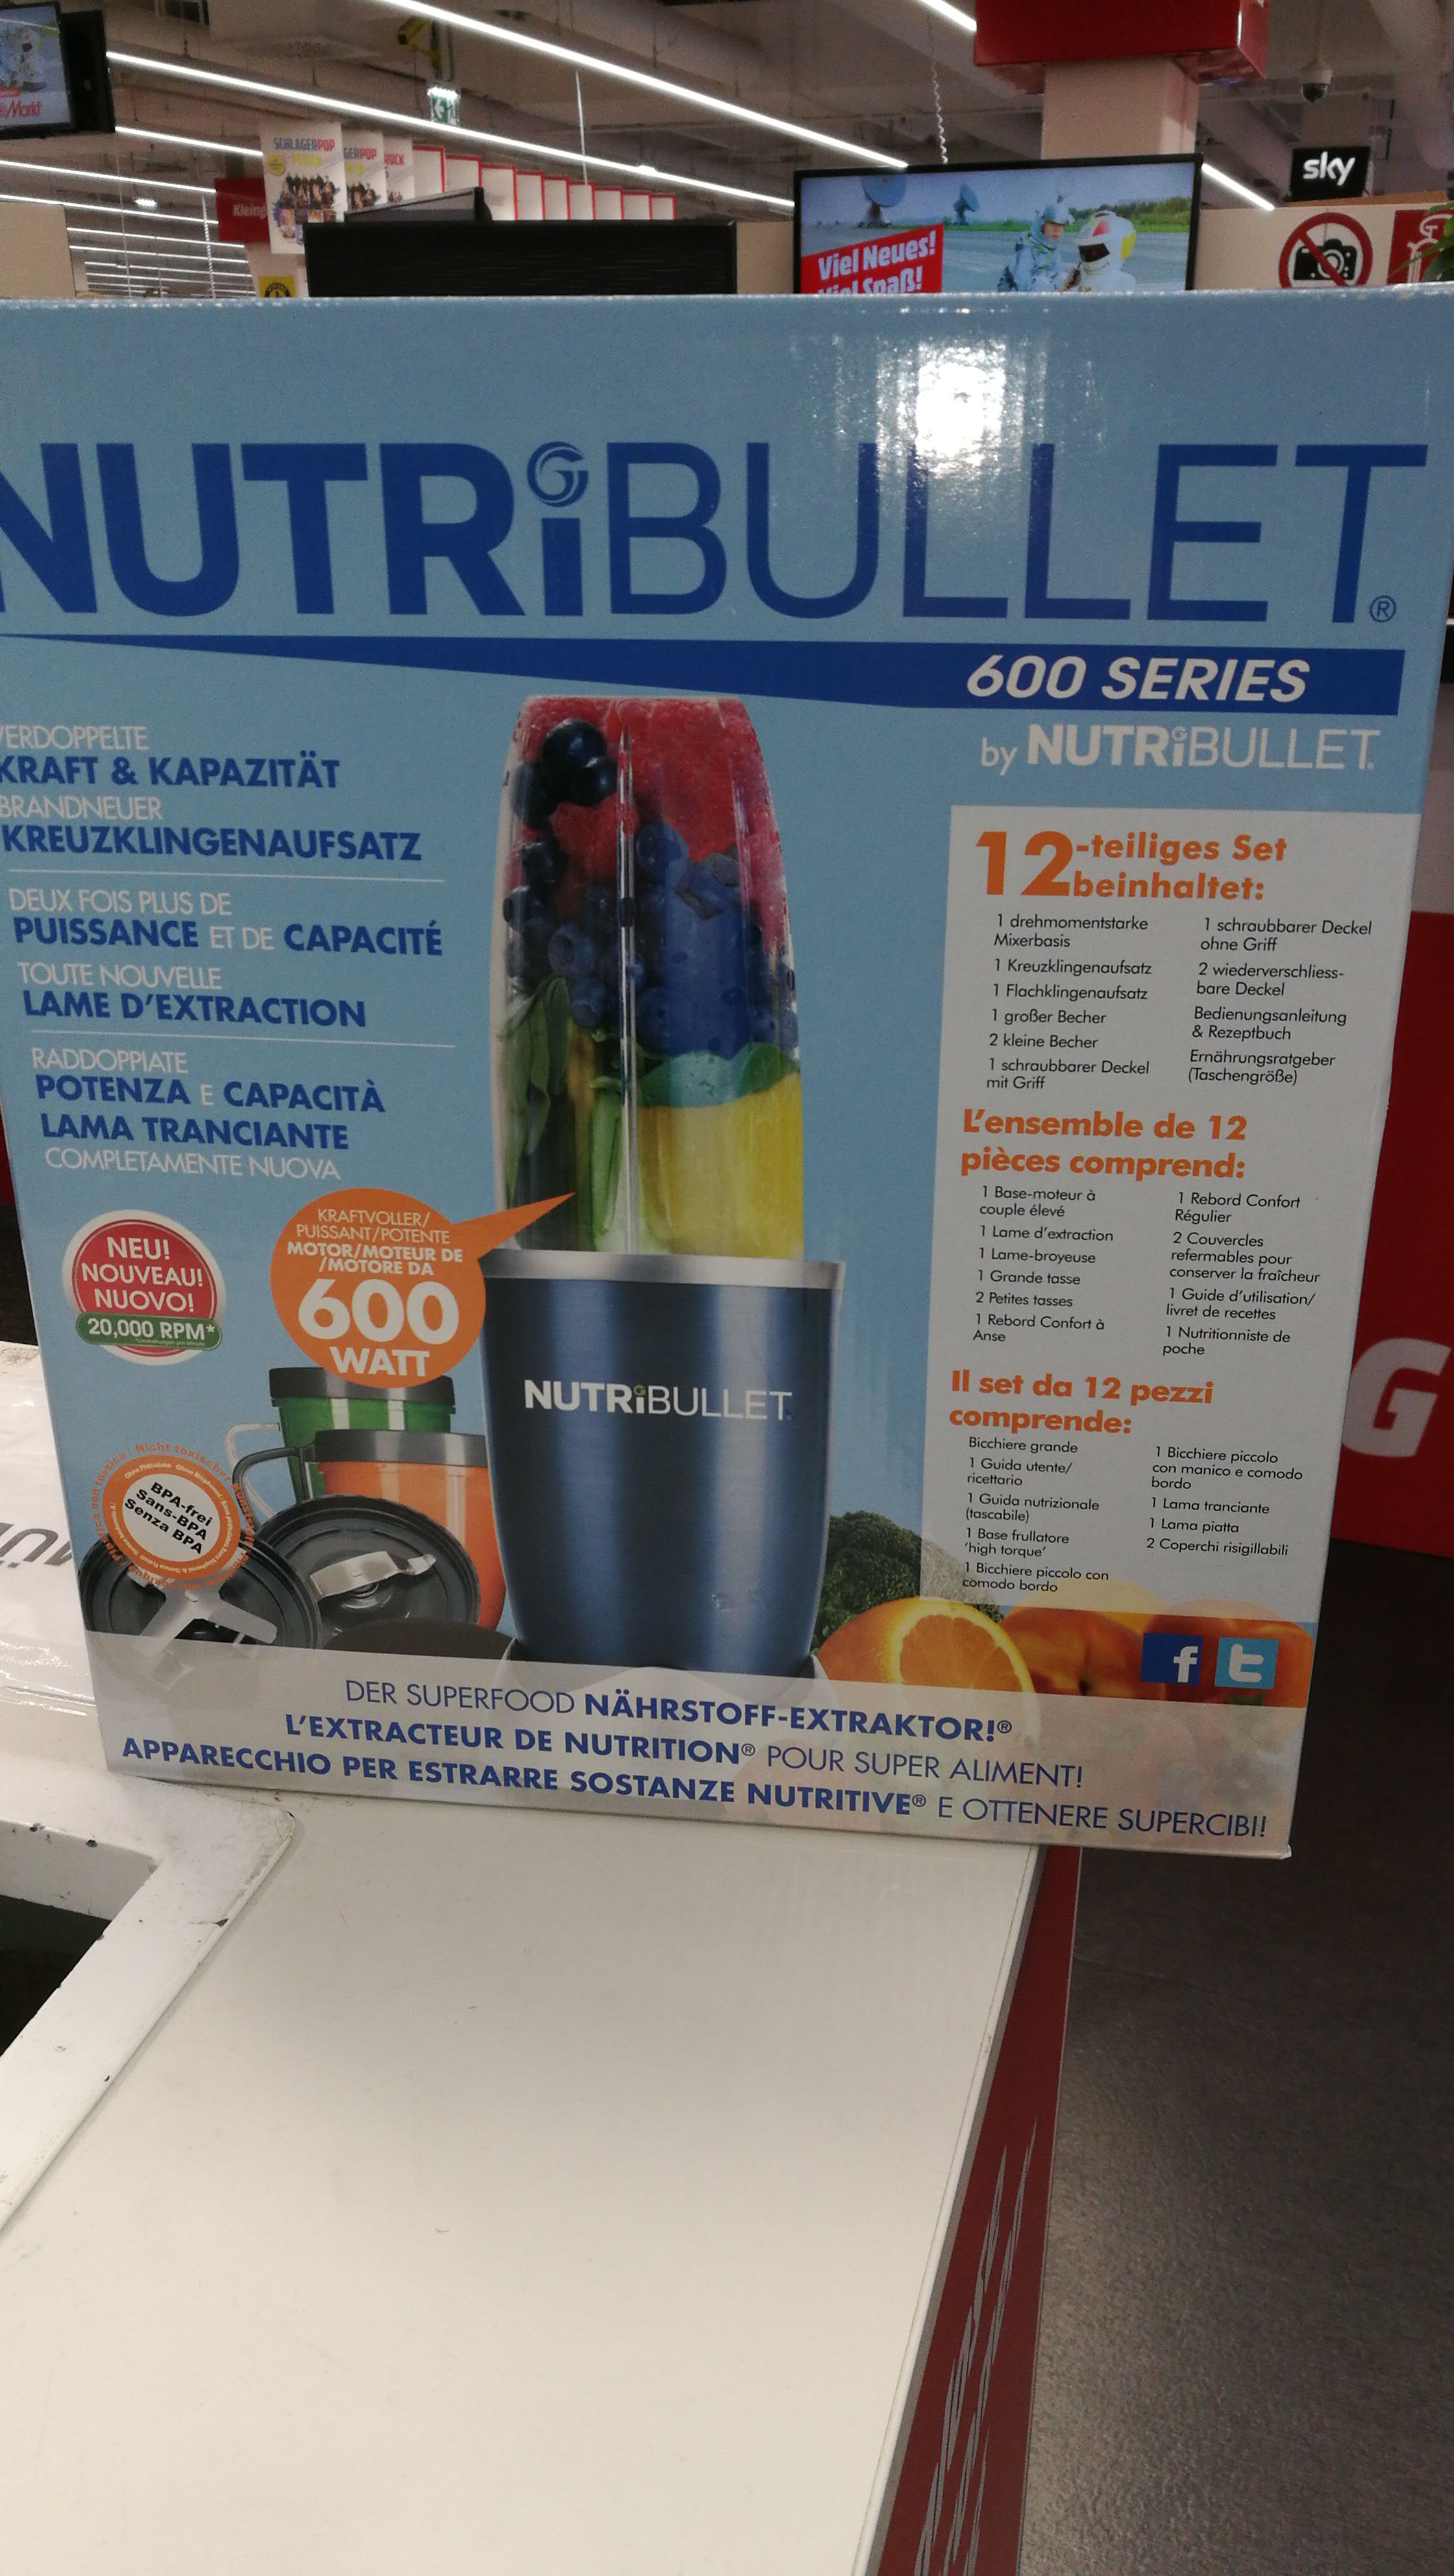 SCHLAGERPOP
GERPOP
ROCK
sky
Viel Neues!
Viel Spaß!
NUTRiBULLET®
600 SERIES
by NUTRiBULLET.
VERDOPPELTE
KRAFT & KAPAZITÄT
BRANDNEUER
KREUZKLINGENAUFSATZ
DEUX FOIS PLUS DE
PUISSANCE ET DE CAPACITÉ
TOUTE NOUVELLE
LAME D'EXTRACTION
RADDOPPIATE
POTENZA E CAPACITÀ
LAMA TRANCIANTE
COMPLETAMENTE NUOVA
NEU!
NOUVEAU!
NUOVO!
20,000 RPM*
KRAFTVOLLER/
PUISSANT/POTENTE
MOTOR/MOTEUR DE
/MOTORE DA
600
WATT
BPA-frei
Sans-BPA
Senza BPA
NUTRiBULLET.
12-teiliges Set
beinhaltet:
1 drehmomentstarke
Mixerbasis
1 Kreuzklingenaufsatz
1 Flachklingenaufsatz
1 großer Becher
2 kleine Becher
1 schraubbarer Deckel
mit Griff
1 schraubbarer Deckel
ohne Griff
2 wiederverschliess-
bare Deckel
Bedienungsanleitung
& Rezeptbuch
Ernährungsratgeber
(Taschengröße)
L'ensemble de 12
pièces comprend:
1 Base-moteur à
couple élevé
1 Lame d'extraction
1 Lame-broyeuse
1 Grande tasse
2 Petites tasses
1 Rebord Confort à
Anse
1 Rebord Confort
Régulier
2 Couvercles
refermables pour
conserver la fraîcheur
1 Guide d'utilisation/
livret de recettes
1 Nutritionniste de
poche
Il set da 12 pezzi
comprende:
Bicchiere grande
1 Guida utente/
ricettario
1 Guida nutrizionale
(tascabile)
1 Base frullatore
'high torque'
1 Bicchiere piccolo con
comodo bordo
1 Bicchiere piccolo
con manico e comodo
bordo
1 Lama tranciante
1 Lama piatta
2 Coperchi risigillabili
DER SUPERFOOD NÄHRSTOFF-EXTRAKTOR!®
L'EXTRACTEUR DE NUTRITION® POUR SUPER ALIMENT!
APPARECCHIO PER ESTRARRE SOSTANZE NUTRITIVE® E OTTENERE SUPERCIBI!